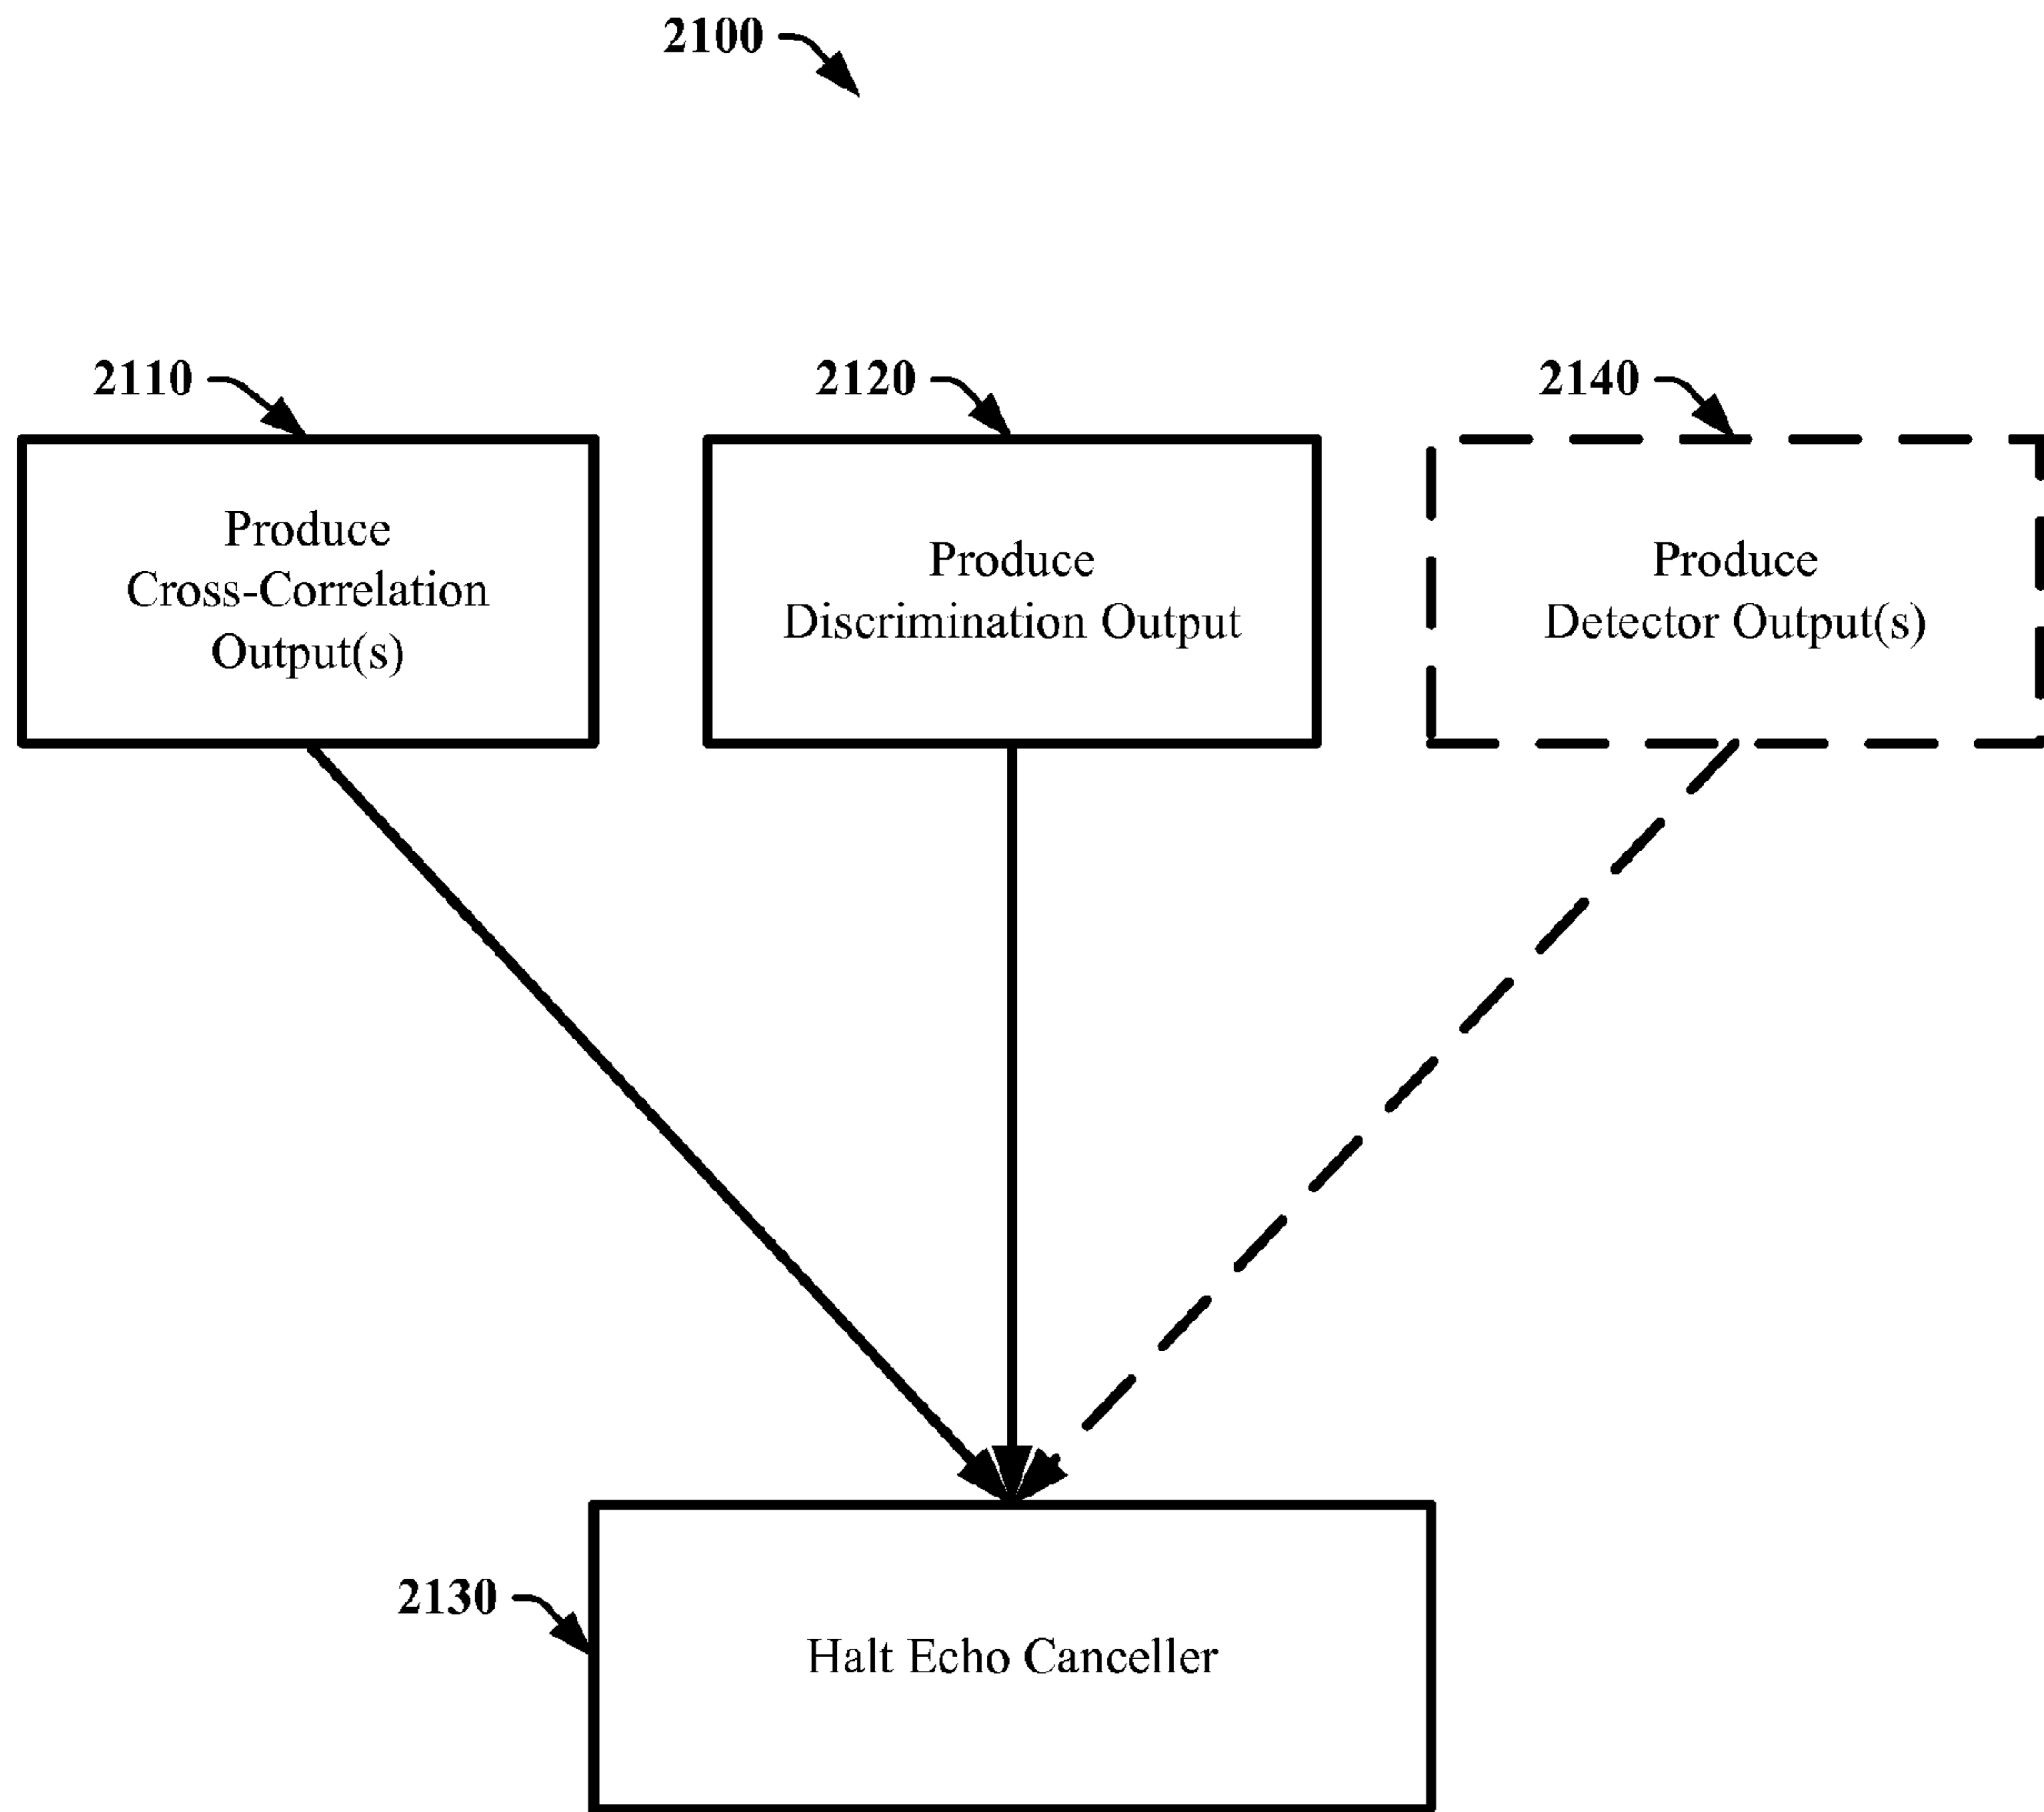 2100
2110
2120
2140
Produce
Cross-Correlation
Output(s)
Produce
Discrimination Output
Produce
Detector Output(s)
2130
Halt Echo Canceller